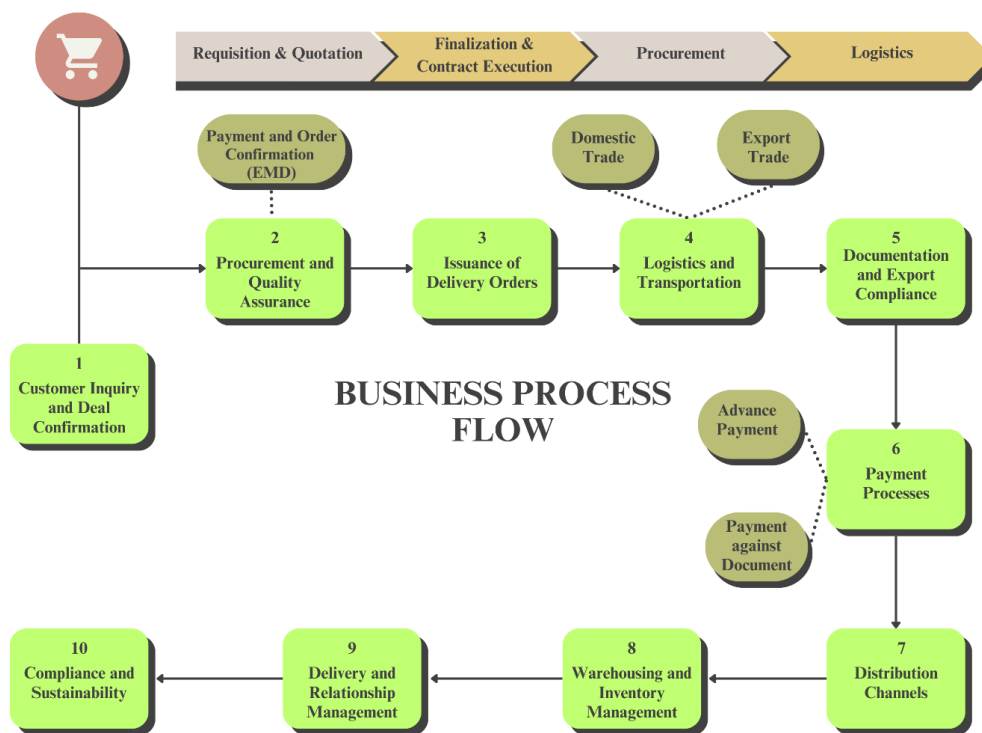 Requisition & Quotation
Finalization &
Contract Execution
Procurement
Logistics
Payment and Order
Confirmation
(EMD)
Domestic
Trade
Export
Trade
2
Procurement and
Quality
Assurance
3
Issuance of
Delivery Orders
4
Logistics and
Transportation
5
Documentation
and Export
Compliance
1
Customer Inquiry
and Deal
Confirmation
BUSINESS PROCESS
FLOW
Advance
Payment
6
Payment
Processes
Payment
against
Document
10
Compliance and
Sustainability
9
Delivery and
Relationship
Management
8
Warehousing and
Inventory
Management
7
Distribution
Channels